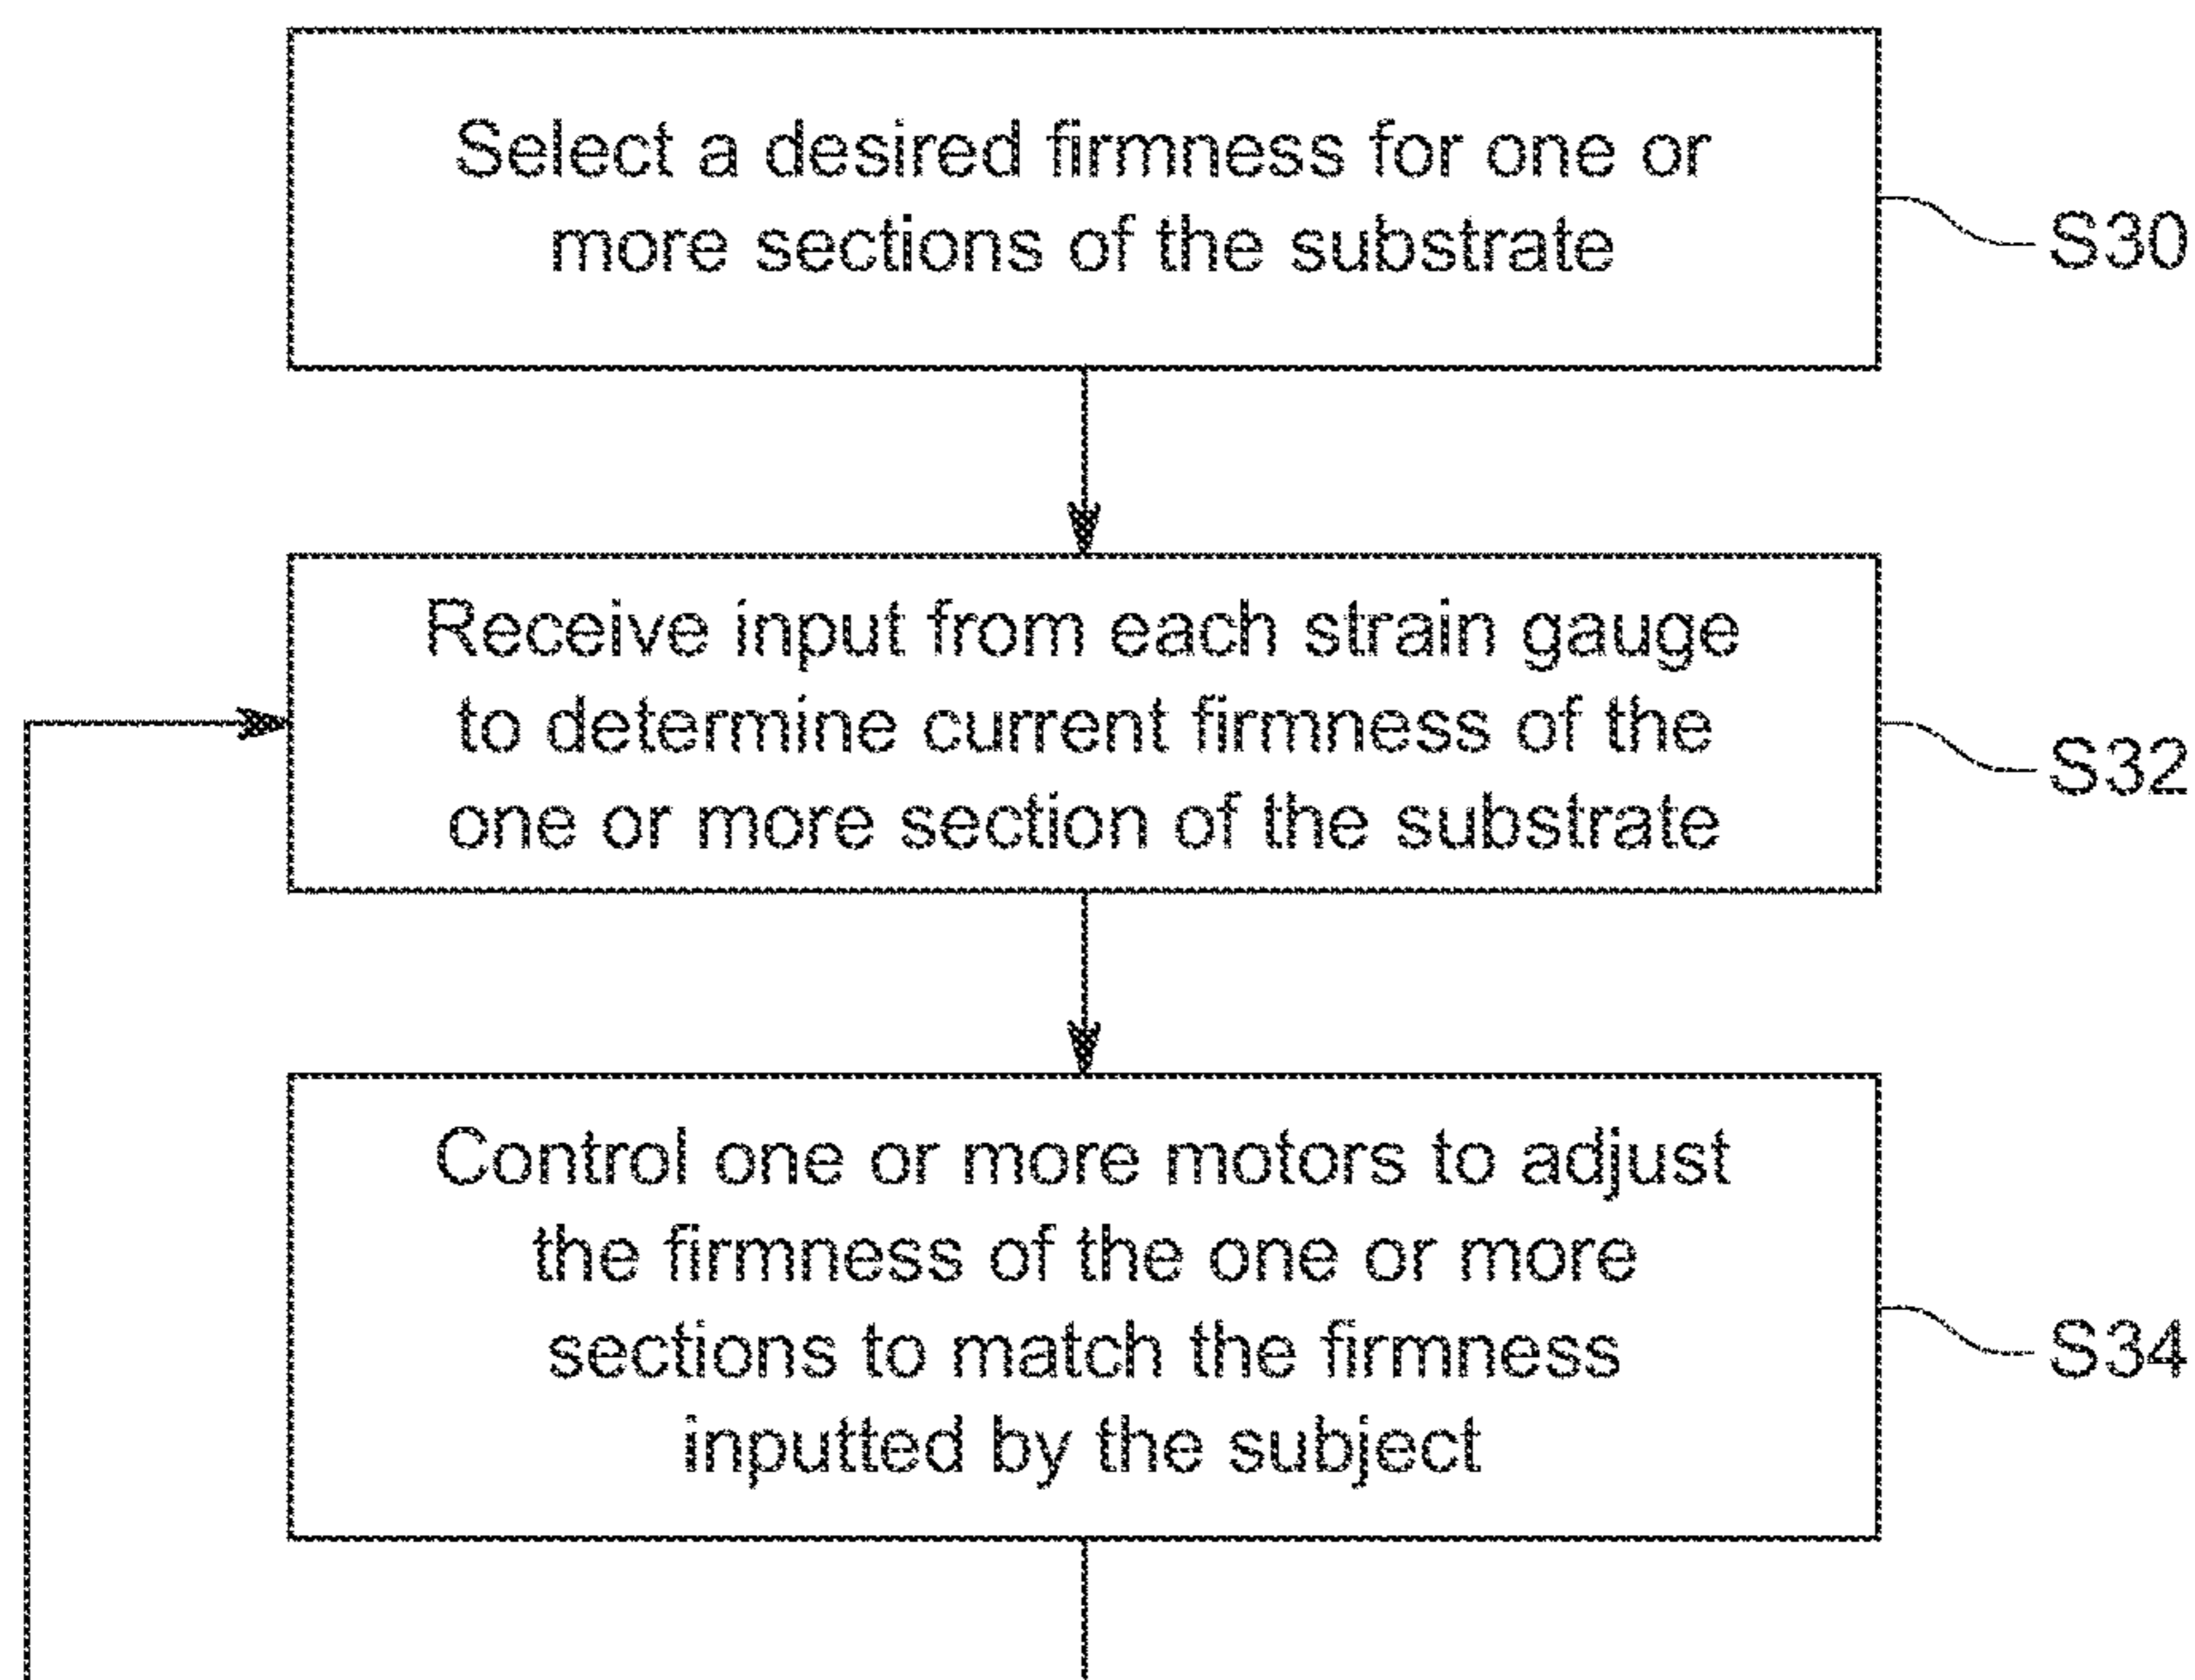 Select a desired firmness for one or
more sections of the substrate
S30
Receive input from each strain gauge
to determine current firmness of the
one or more section of the substrate
S32
Control one or more motors to adjust
the firmness of the one or more
sections to match the firmness
inputted by the subject
S34